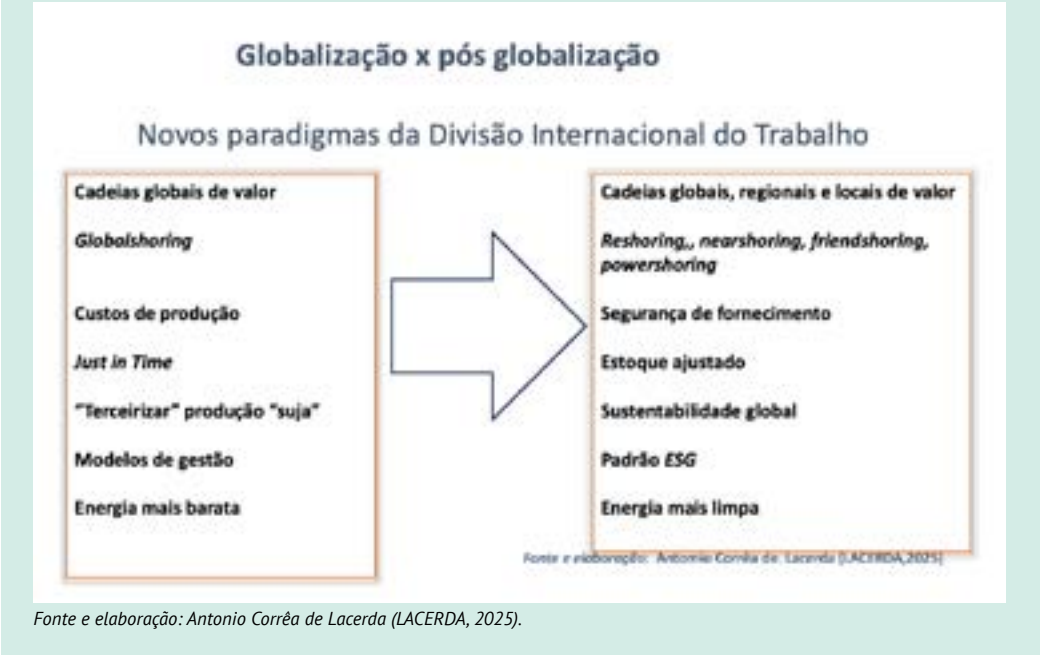 Globalização x pós globalização
Novos paradigmas da Divisão Internacional do Trabalho
Cadeias globais de valor
Globalshoring
Custos de produção
Just in Time
“Terceirizar” produção “suja”
Modelos de gestão
Energia mais barata
Cadeias globais, regionais e locais de valor
Reshoring,, nearshoring, friendshoring,
powershoring
Segurança de fornecimento
Estoque ajustado
Sustentabilidade global
Padrão ESG
Energia mais limpa
Fonte e elaboração: Antonio Corrêa de Lacerda (LACERDA,2025)
Fonte e elaboração: Antonio Corrêa de Lacerda (LACERDA, 2025).